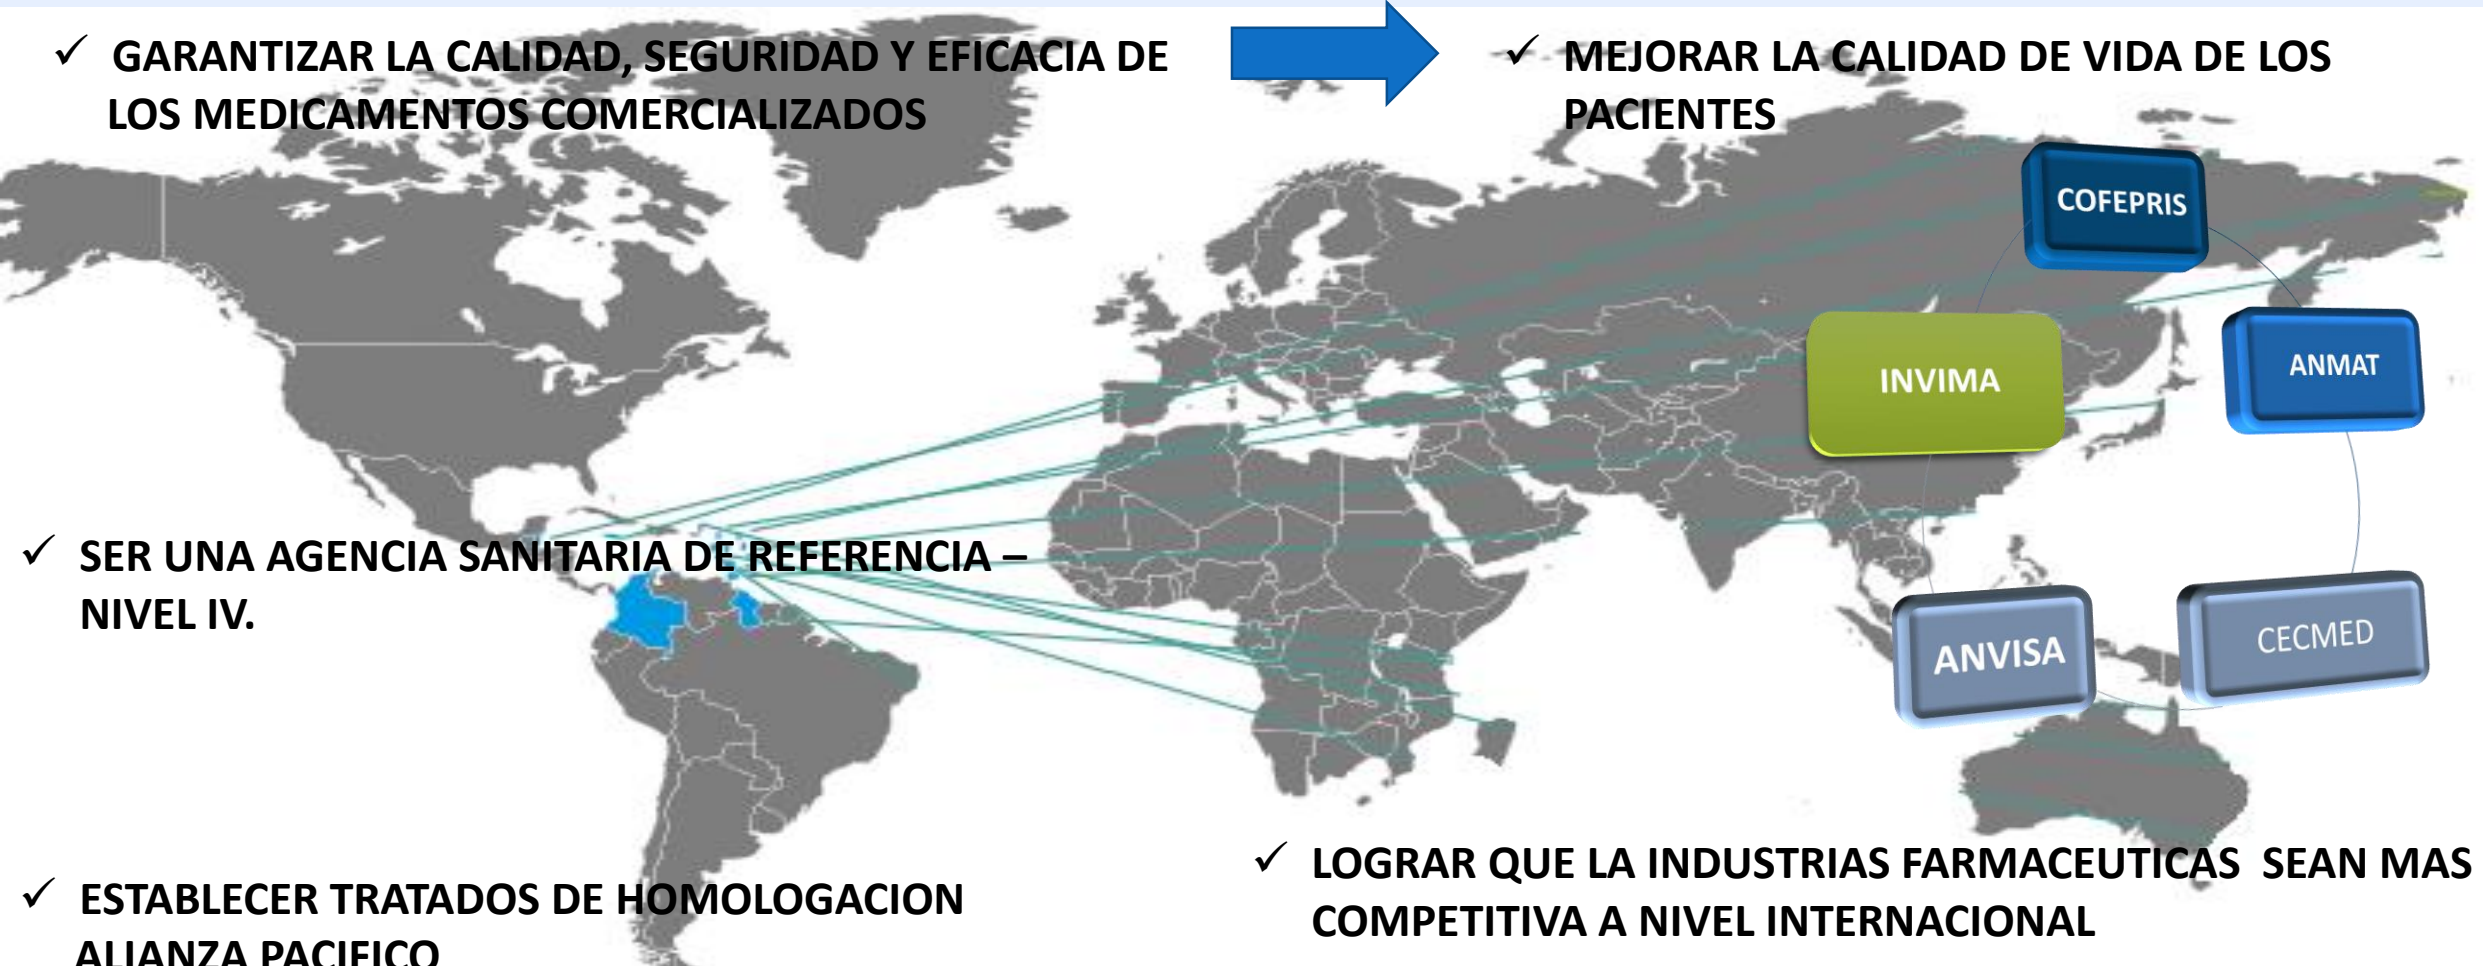 ✓ GARANTIZAR LA CALIDAD, SEGURIDAD Y EFICACIA DE
LOS MEDICAMENTOS COMERCIALIZADOS
✓ MEJORAR LA CALIDAD DE VIDA DE LOS
PACIENTES
COFEPRIS
ANMAT
INVIMA
✓ SER UNA AGENCIA SANITARIA DE REFERENCIA –
NIVEL IV.
ANVISA
CECMED
✓ LOGRAR QUE LA INDUSTRIAS FARMACEUTICAS SEAN MAS
COMPETITIVA A NIVEL INTERNACIONAL
✓ ESTABLECER TRATADOS DE HOMOLOGACION
ALIANZA PACIFICO